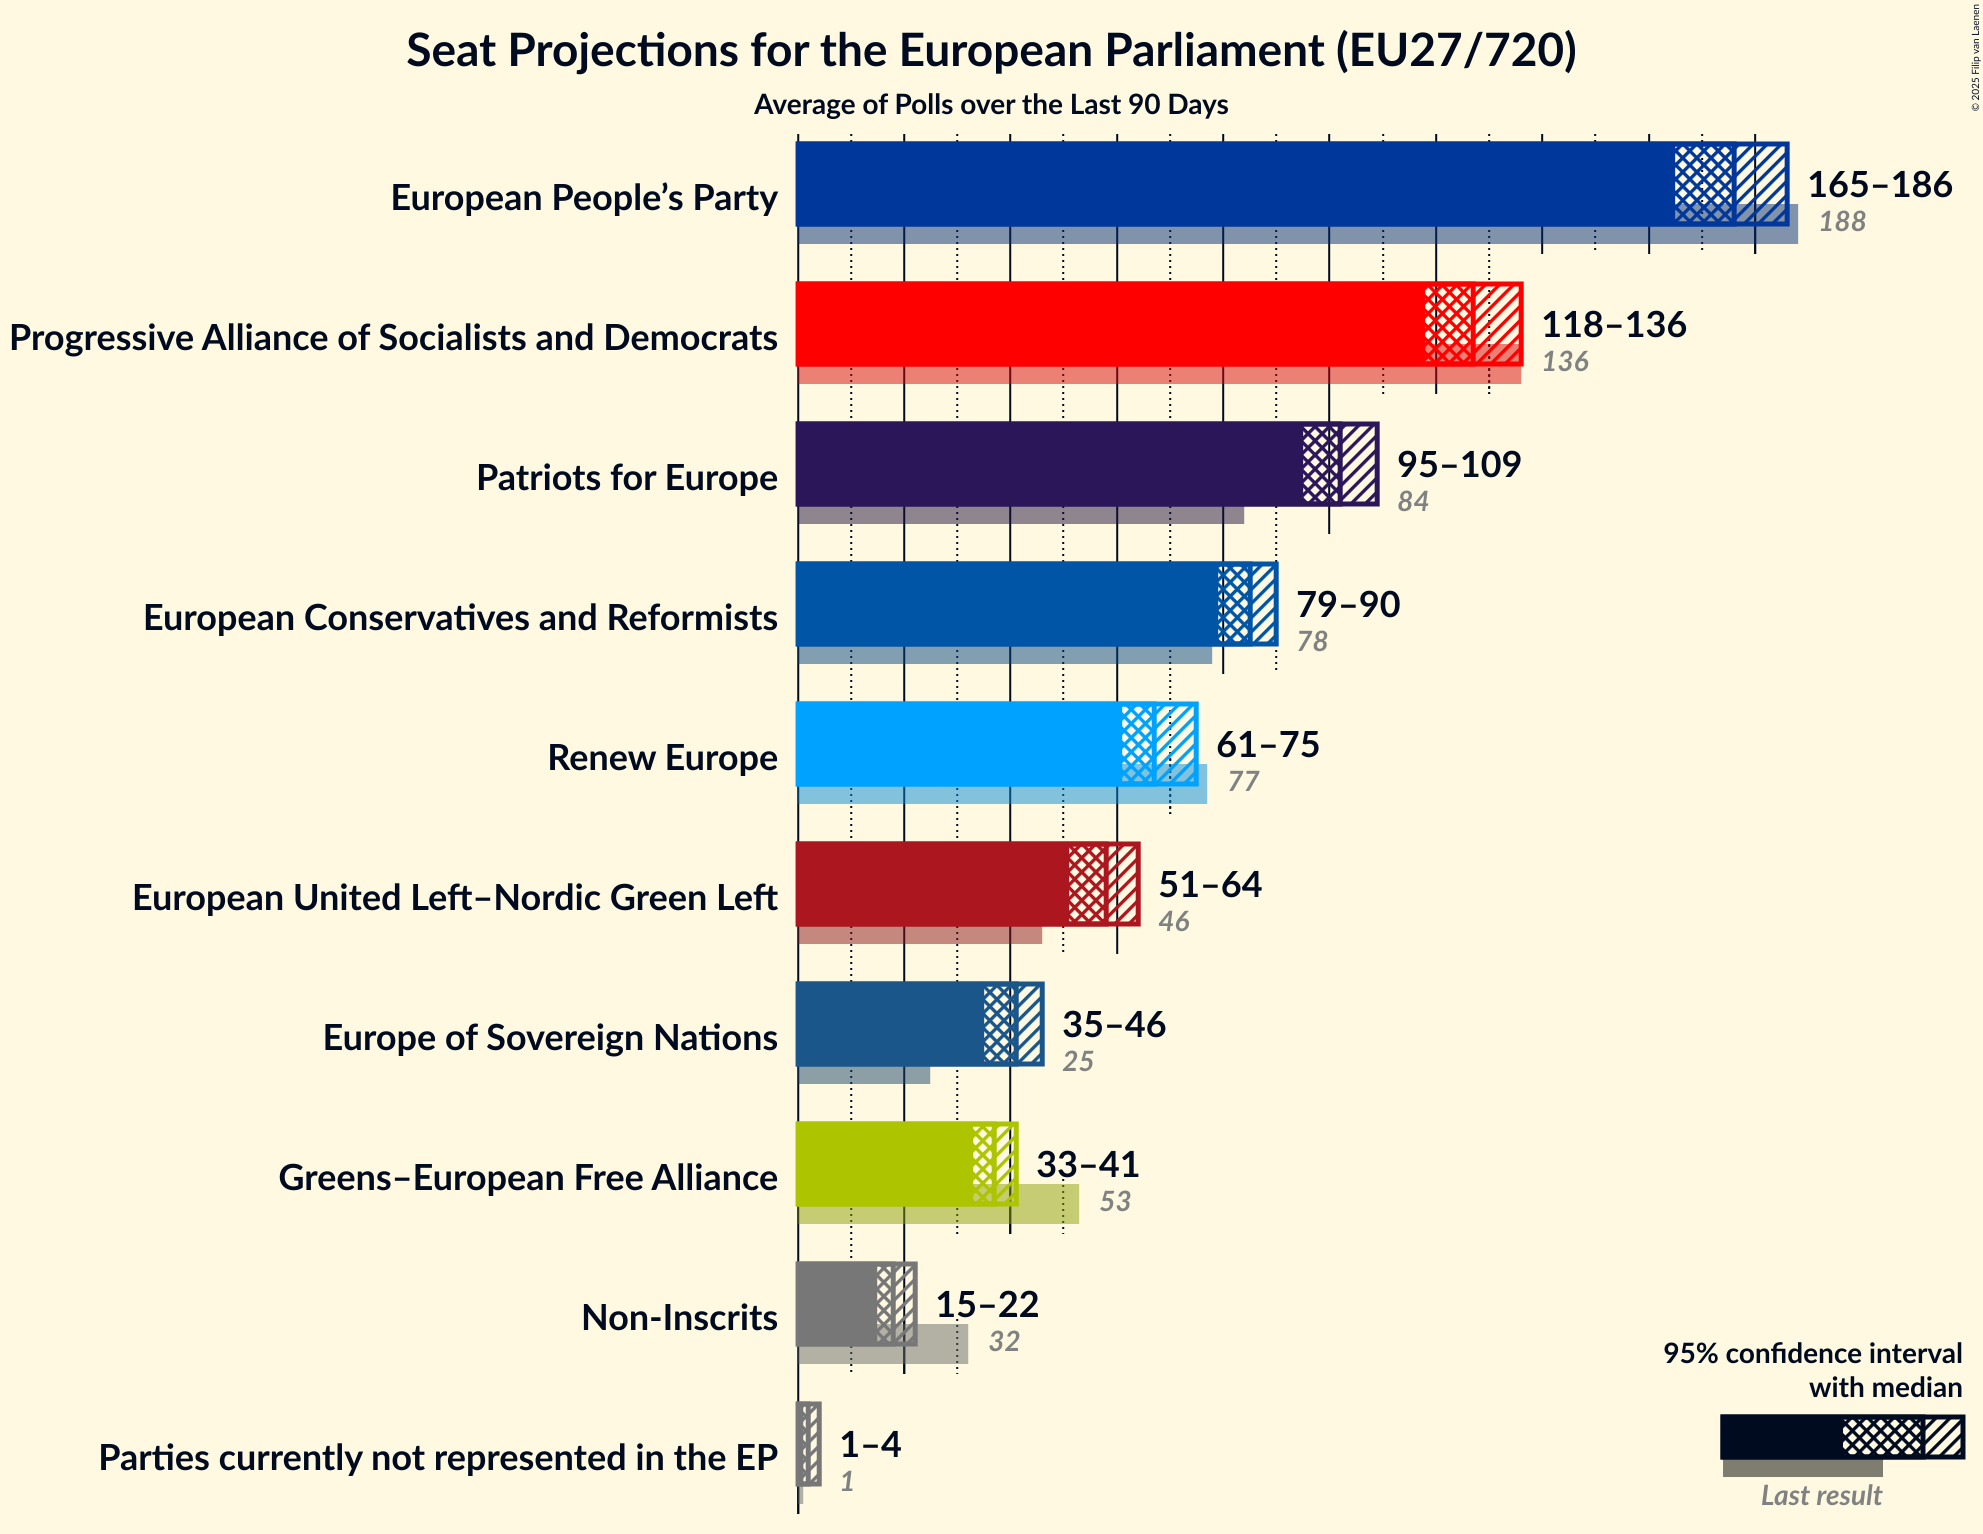 Seat Projections for the European Parliament (EU27/720)
Average of Polls over the Last 90 Days
© 2025 Filip van Laenen
European People’s Party
165–186
188
Progressive Alliance of Socialists and Democrats
118–136
136
Patriots for Europe
95–109
84
European Conservatives and Reformists
79–90
78
Renew Europe
61–75
77
European United Left–Nordic Green Left
51–64
46
Europe of Sovereign Nations
35–46
25
Greens–European Free Alliance
33–41
53
Non-Inscrits
15–22
32
Parties currently not represented in the EP
1–4
1
95% confidence interval
with median
Last result